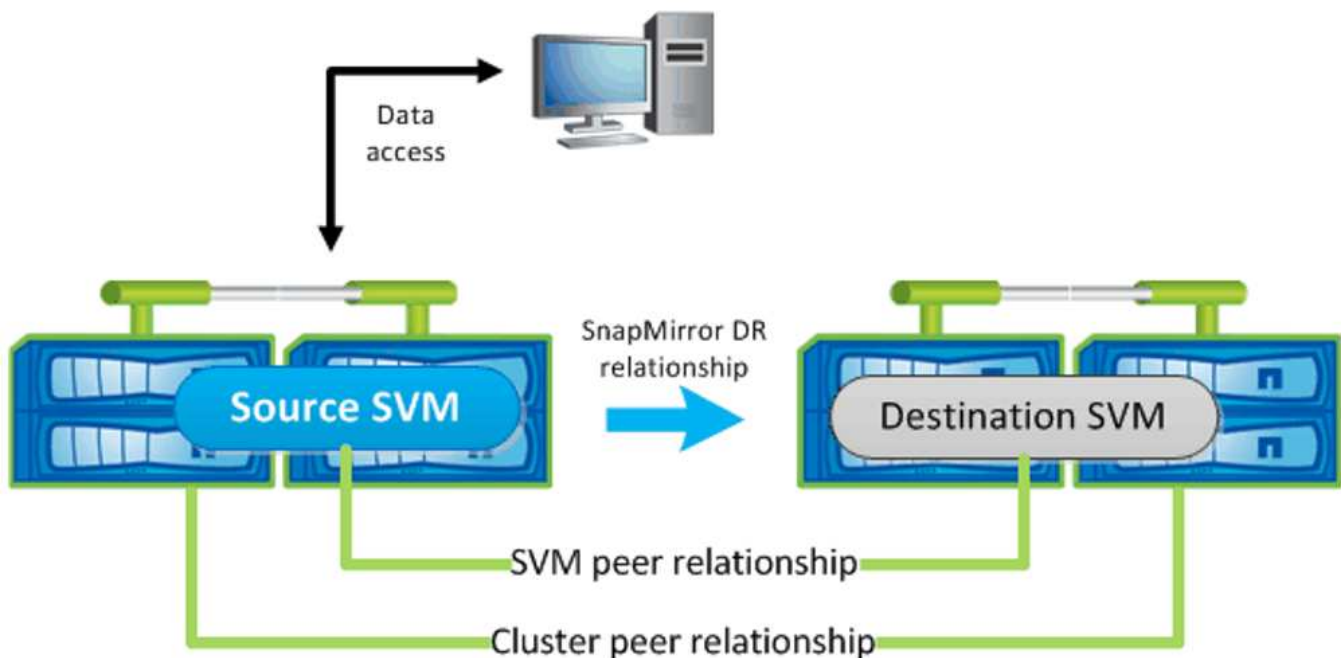 Data
access
SnapMirror DR
relationship
Source SVM
Destination SVM
SVM peer relationship
Cluster peer relationship